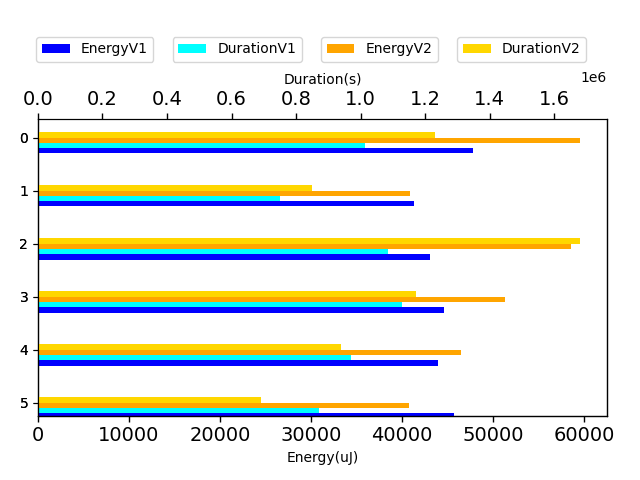 EnergyV1 DurationV1 EnergyV2 DurationV2
Duration(s)
1e6
0.0 0.2 0.4 0.6 0.8 1.0 1.2 1.4 1.6
0
1
2
3
4
5
0 10000 20000 30000 40000 50000 60000
Energy(uJ)